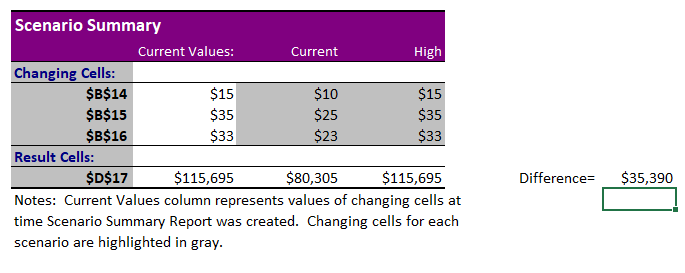 Scenario Summary
Current Values: Current High
Changing Cells:
$B$14 $15 $10 $15
$B$15 $35 $25 $35
$B$16 $33 $23 $33
Result Cells:
$D$17 $115,695 $80,305 $115,695 Difference= $35,390
Notes: Current Values column represents values of changing cells at
time Scenario Summary Report was created. Changing cells for each
scenario are highlighted in gray.